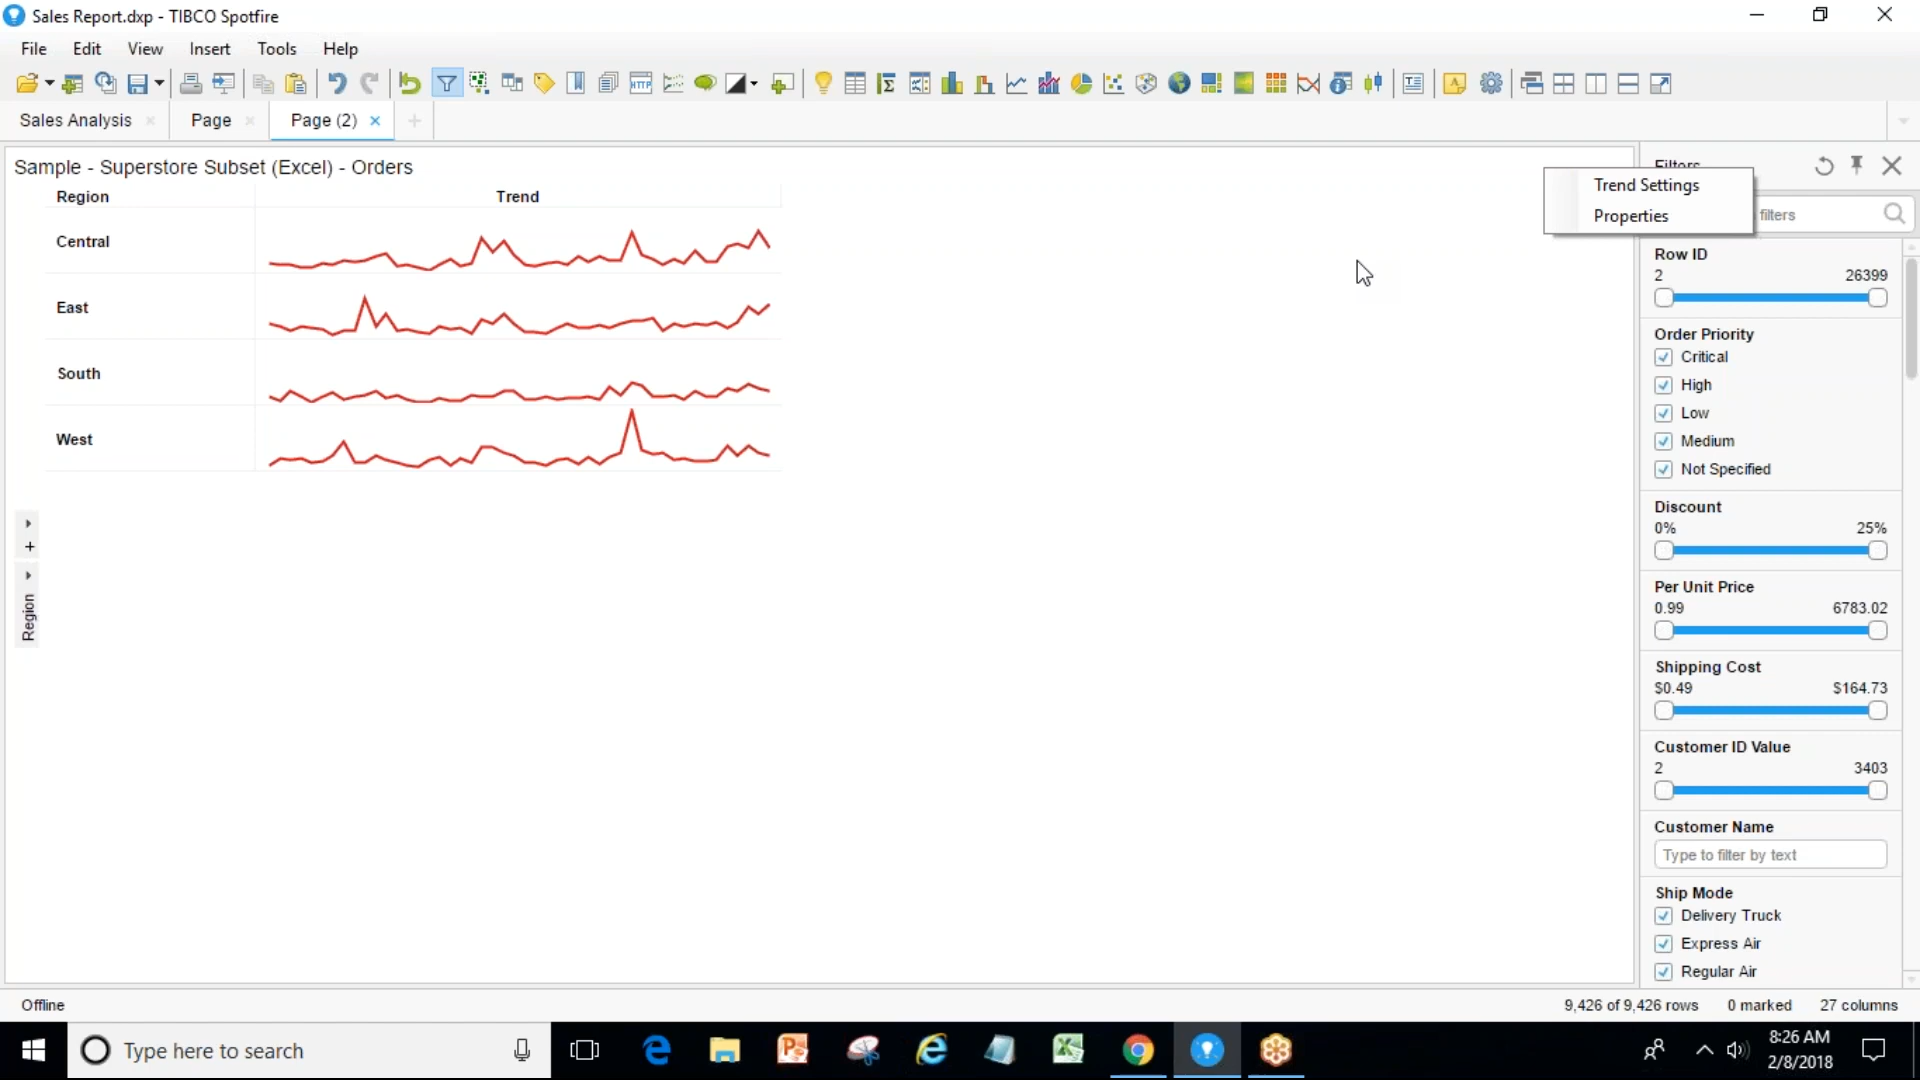 Sales Report.dxp - TIBCO Spotfire
File Edit View Insert Tools Help
HTTP
Sales Analysis Page Page (2)
Sample - Superstore Subset (Excel) - Orders
Region Trend
Central
East
South
West
Region
Trend Settings
Properties
Filters
filters
Row ID
2 26399
Order Priority
Critical
High
Low
Medium
Not Specified
Discount
0% 25%
Per Unit Price
0.99 6783.02
Shipping Cost
$0.49 $164.73
Customer ID Value
2 3403
Customer Name
Type to filter by text
Ship Mode
Delivery Truck
Express Air
Regular Air
Offline 9,426 of 9,426 rows 0 marked 27 columns
Type here to search
8:26 AM
2/8/2018